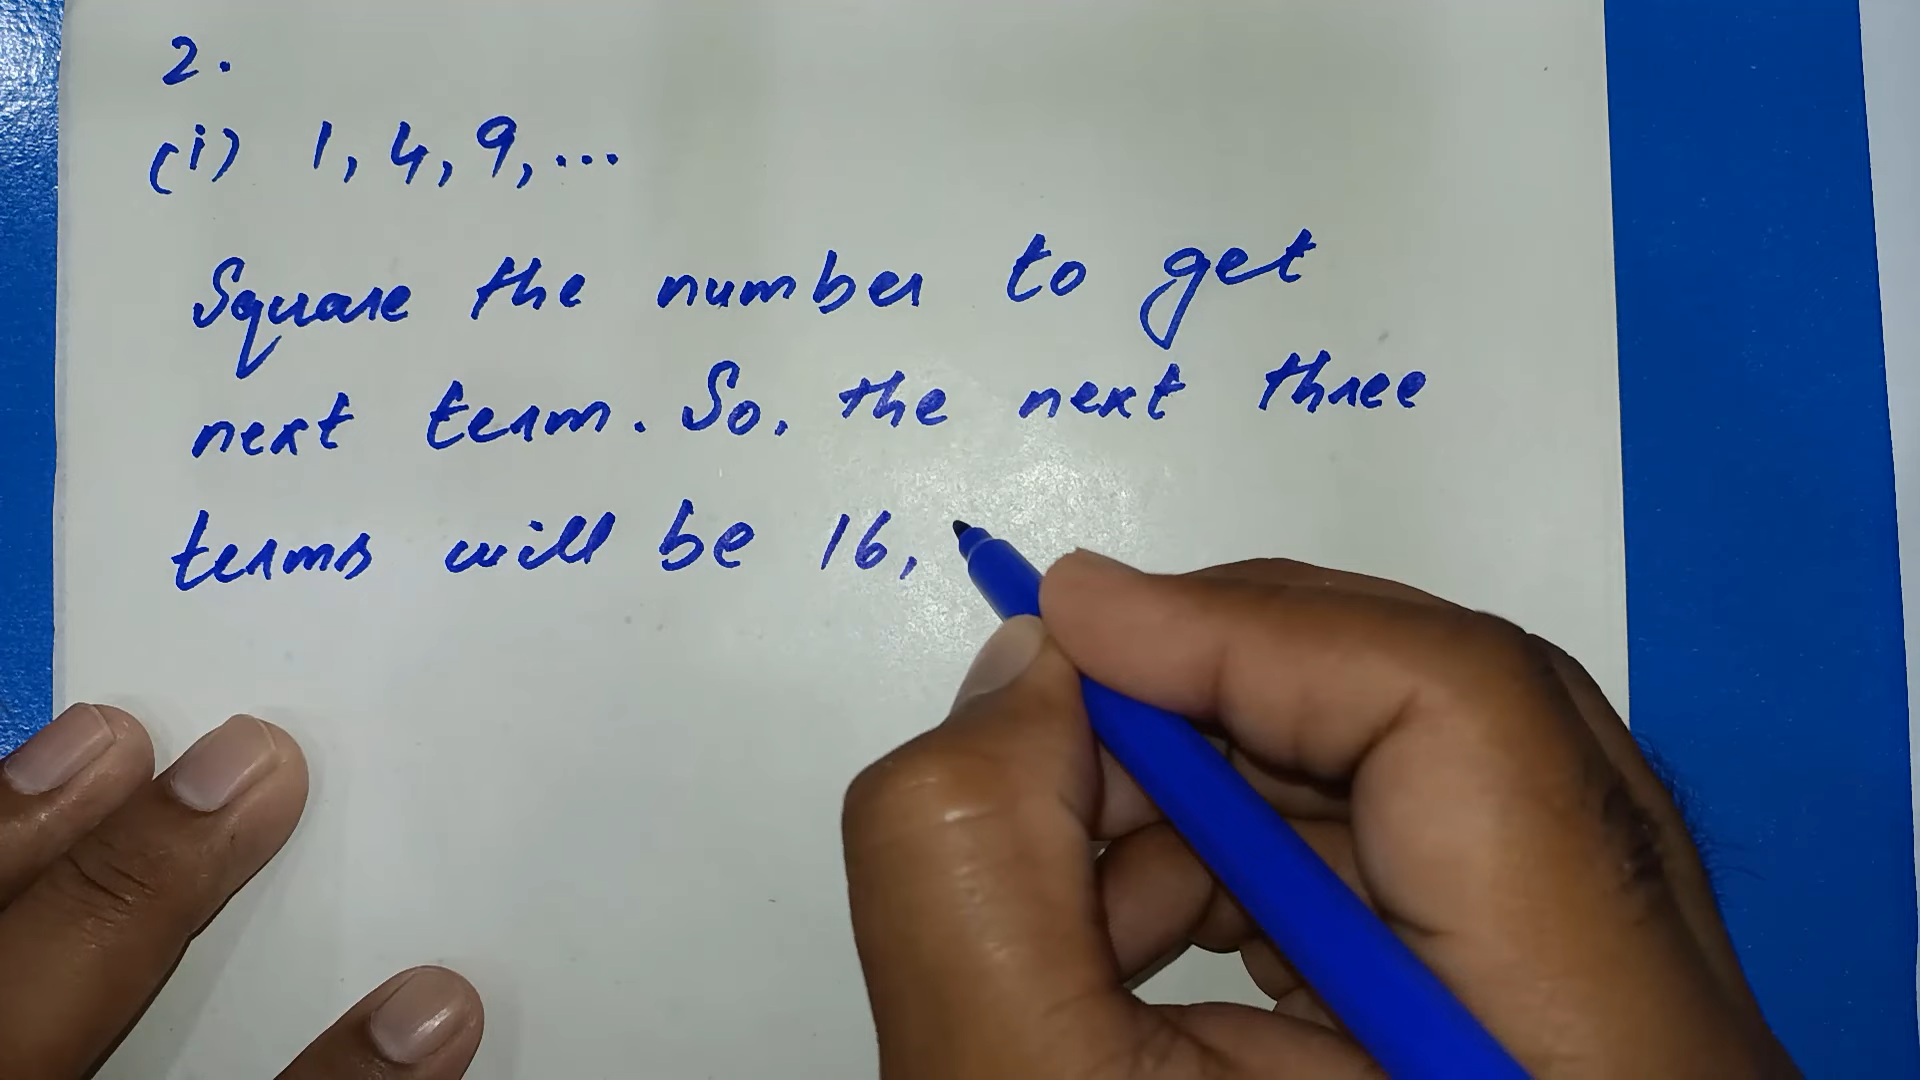 2.
(i) 1, 4, 9, ...
Square the number to get
next term. So, the next three
terms will be 16,